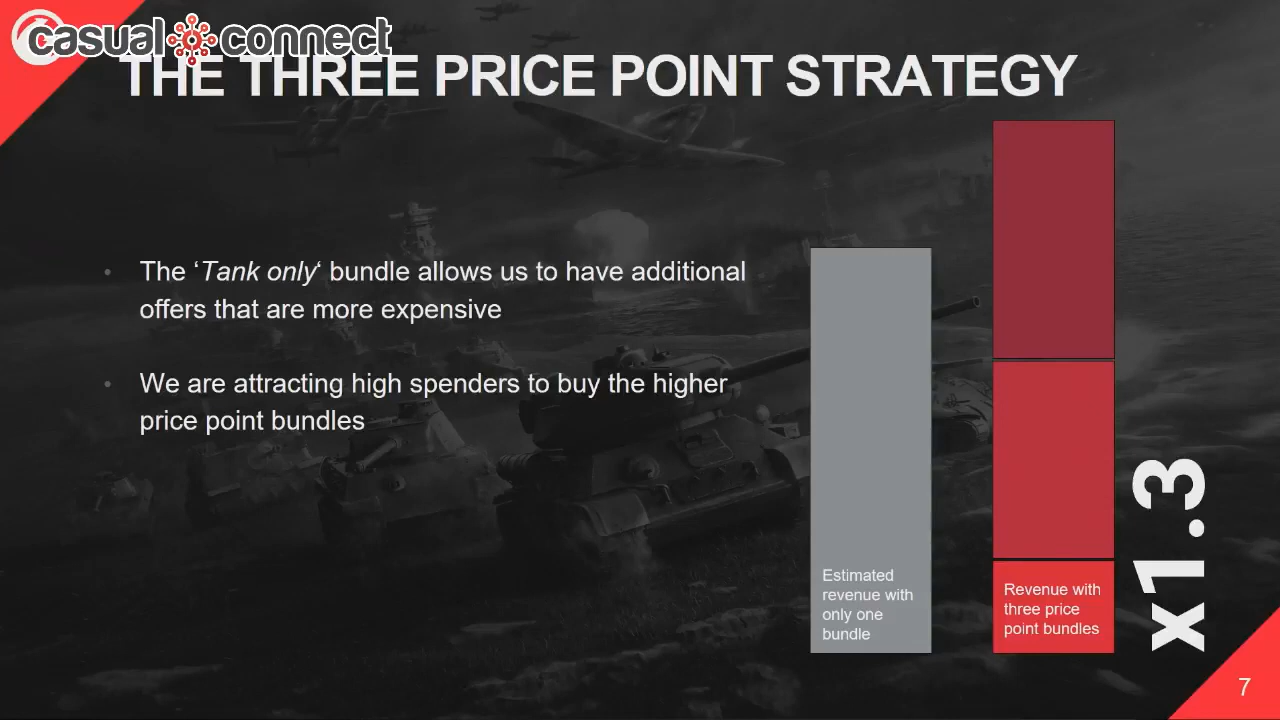 casual connect
THE THREE PRICE POINT STRATEGY
• The ‘Tank only‘ bundle allows us to have additional
offers that are more expensive
• We are attracting high spenders to buy the higher
price point bundles
Estimated
revenue with
only one
bundle
Revenue with
three price
point bundles
x1.3
7